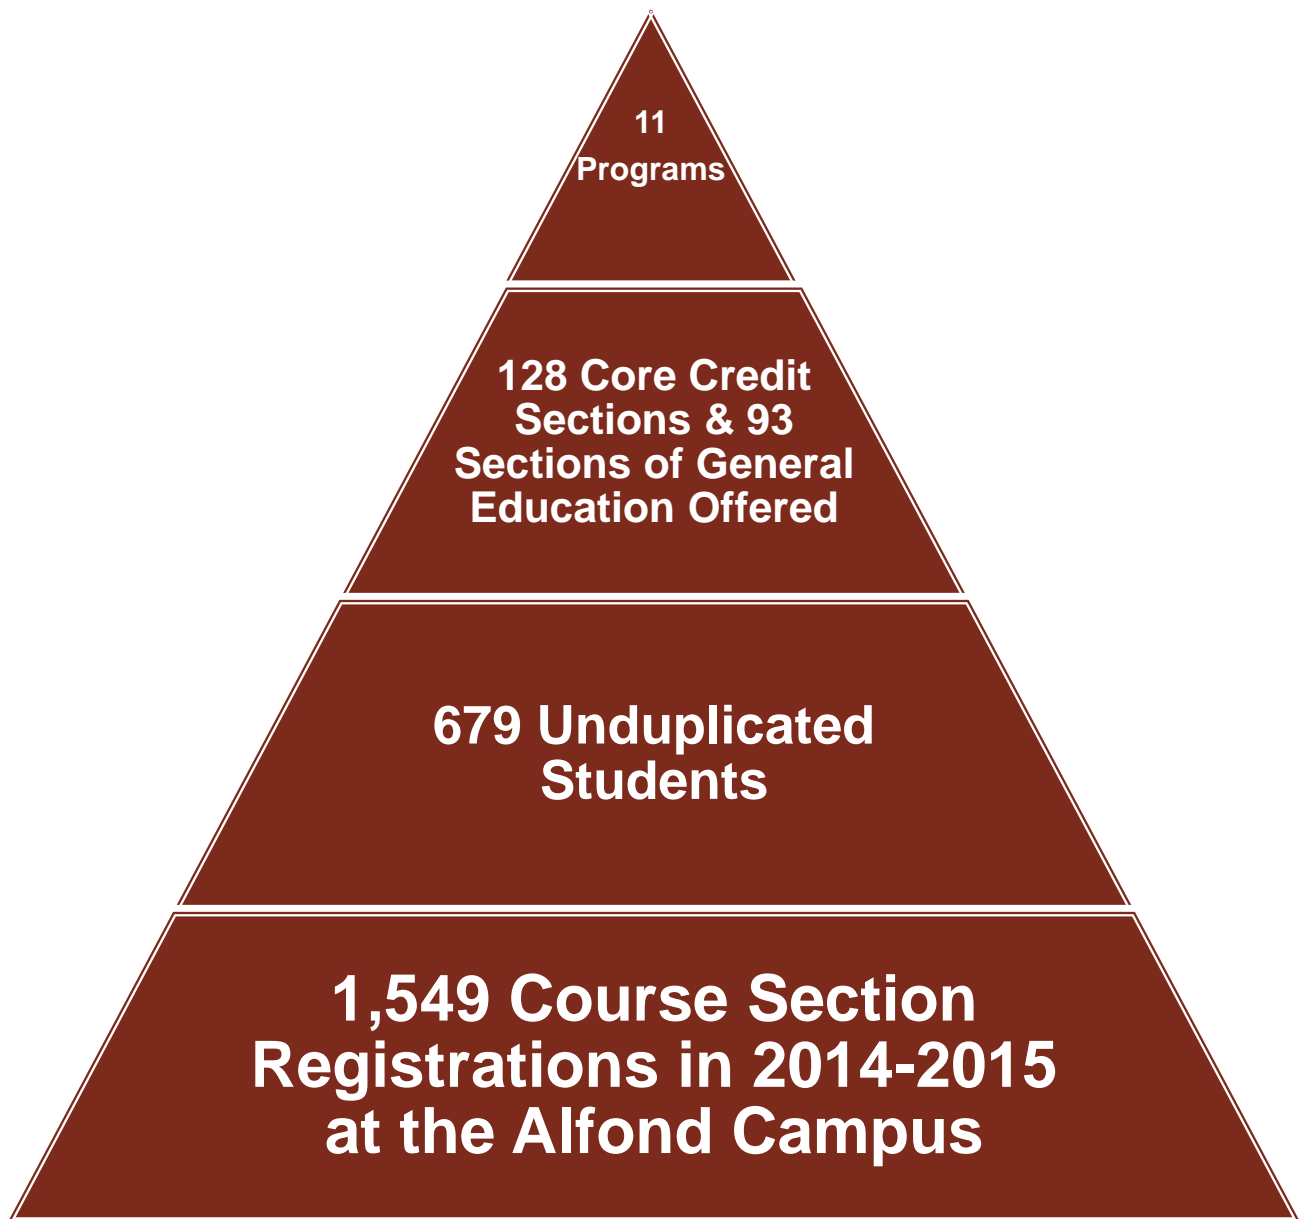 11
Programs
128 Core Credit
Sections & 93
Sections of General
Education Offered
679 Unduplicated
Students
1,549 Course Section
Registrations in 2014-2015
at the Alfond Campus